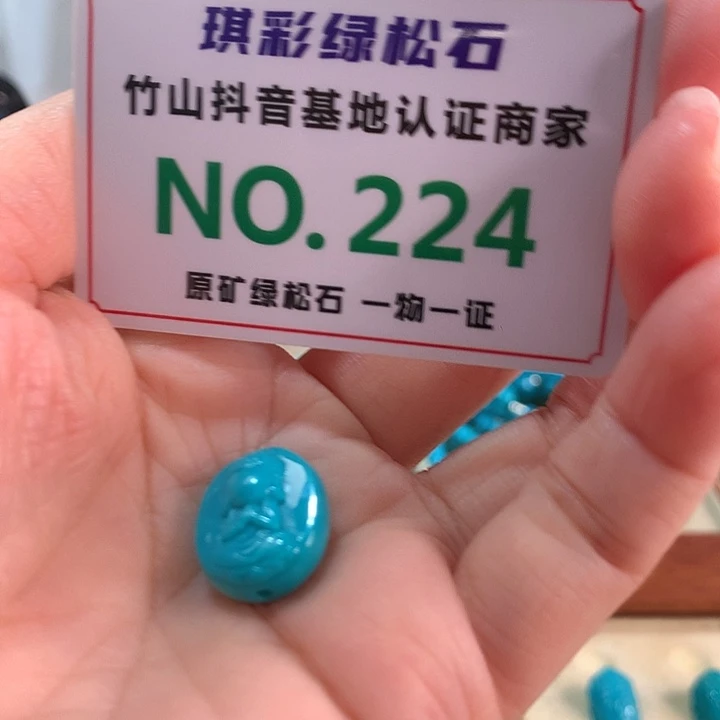 琪彩绿松石
竹山抖音基地认证商家
NO.224
原矿绿松石 一物一证